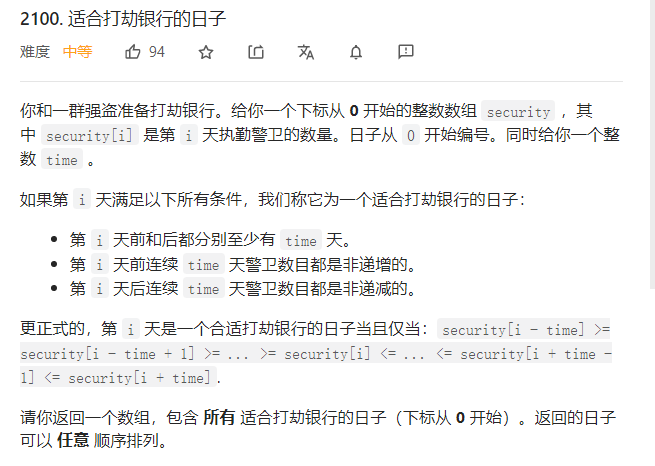 2100. 适合打劫银行的日子
难度 中等 94
你和一群强盗准备打劫银行。给你一个下标从 0 开始的整数数组 security ，其
中 security[i] 是第 i 天执勤警卫的数量。日子从 0 开始编号。同时给你一个整
数 time 。
如果第 i 天满足以下所有条件，我们称它为一个适合打劫银行的日子：
第 i 天前和后都分别至少有 time 天。
第 i 天前连续 time 天警卫数目都是非递增的。
第 i 天后连续 time 天警卫数目都是非递减的。
更正式的，第 i 天是一个合适打劫银行的日子当且仅当：security[i - time] >=
security[i - time + 1] >= ... >= security[i] <= ... <= security[i + time -
1] <= security[i + time].
请你返回一个数组，包含 所有 适合打劫银行的日子（下标从 0 开始）。返回的日子
可以 任意 顺序排列。